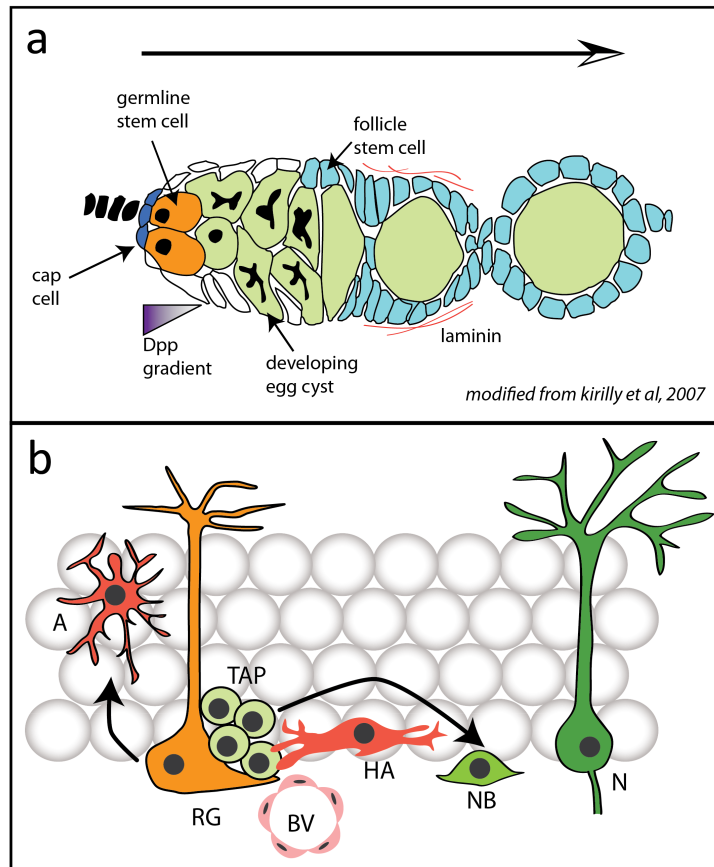 a
germline
stem cell
follicle
stem cell
cap
cell
Dpp
gradient
developing
egg cyst
laminin
modified from kirilly et al, 2007
b
A
TAP
RG
BV
HA
NB
N